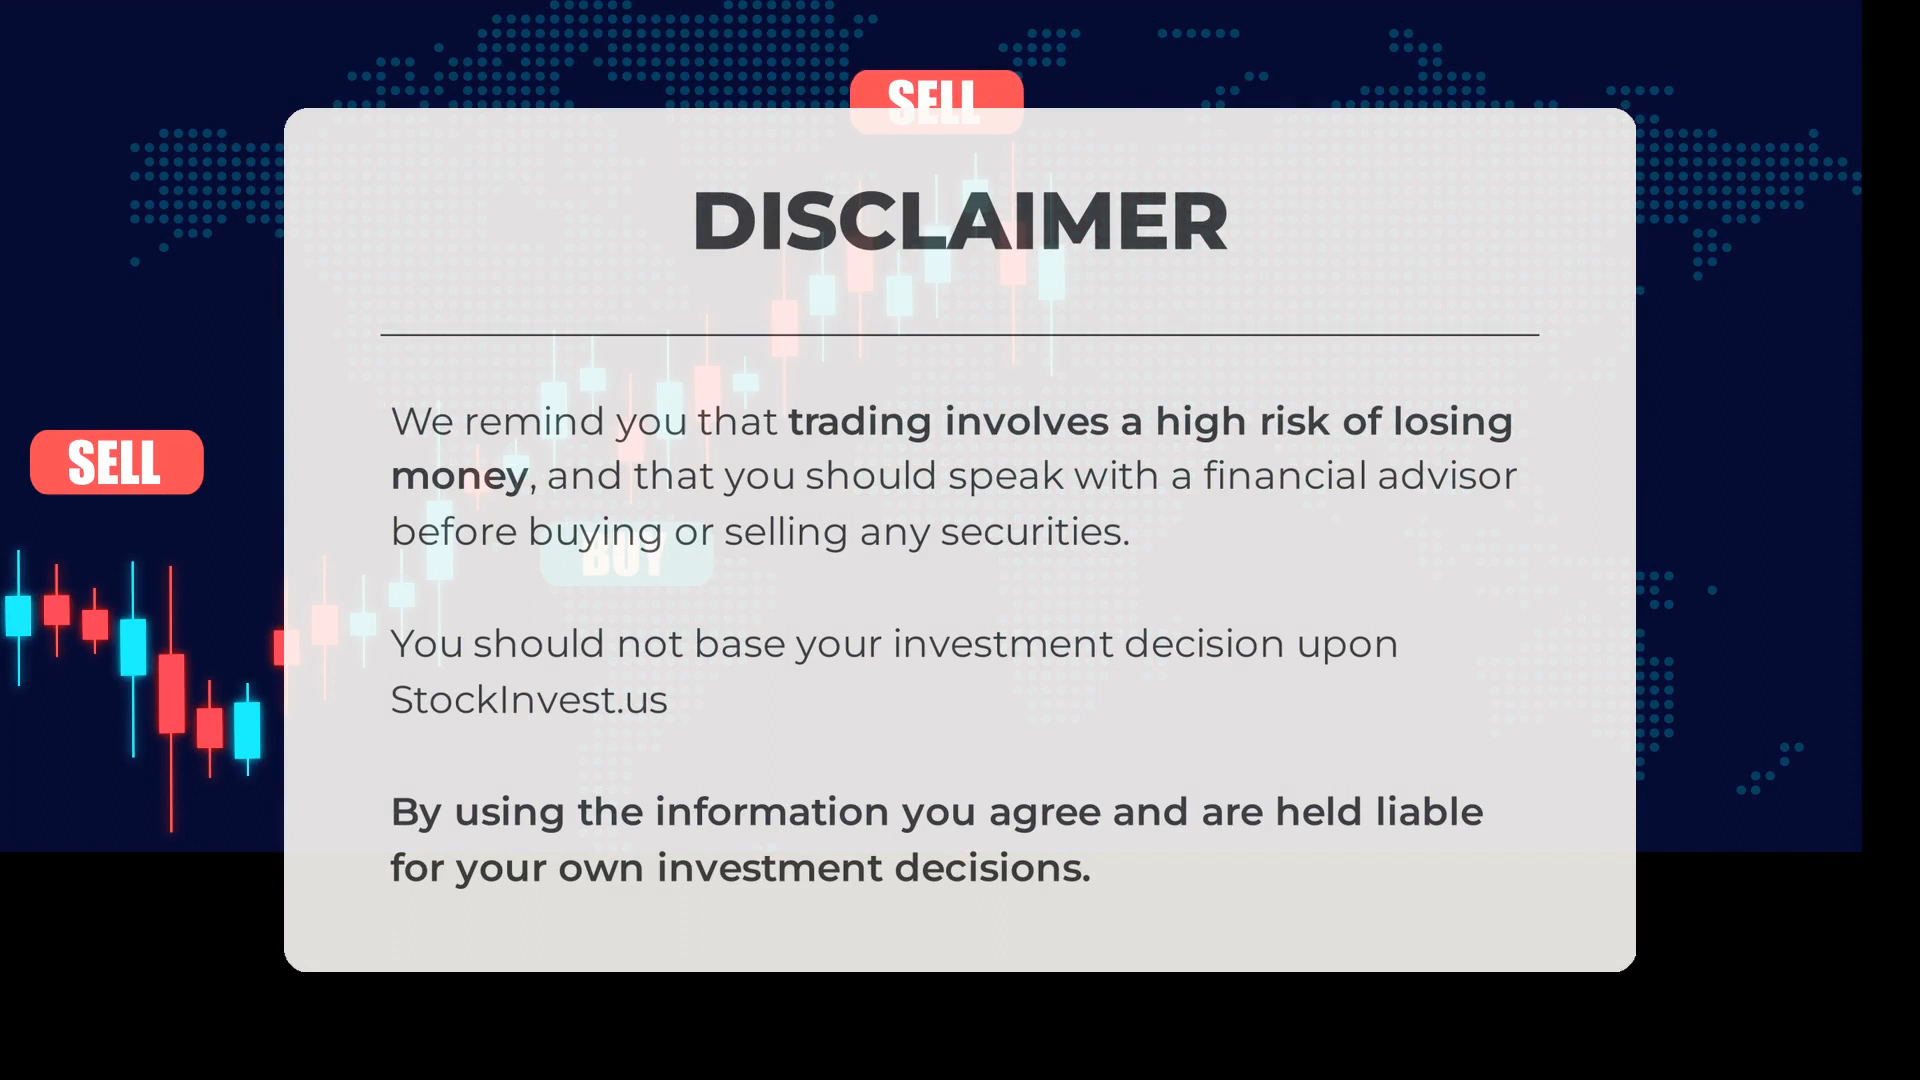 SELL
DISCLAIMER
We remind you that trading involves a high risk of losing
money, and that you should speak with a financial advisor
before buying or selling any securities.
SELL
BUY
You should not base your investment decision upon
StockInvest.us
By using the information you agree and are held liable
for your own investment decisions.